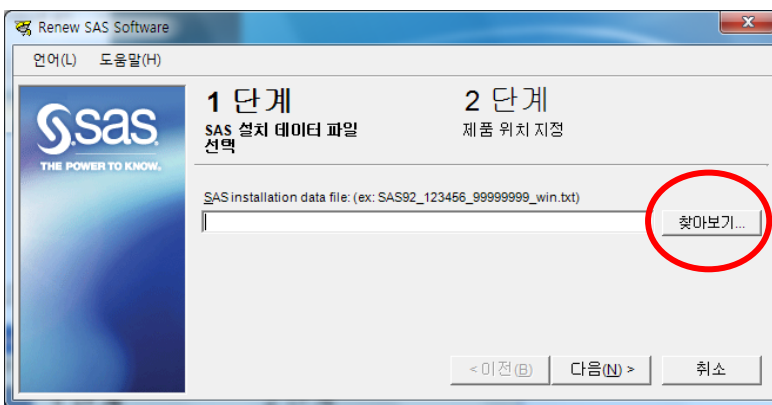 Renew SAS Software
언어(L) 도움말(H)
sas
THE POWER TO KNOW.
1 단계
SAS 설치 데이터 파일
선택
2 단계
제품 위치 지정
SAS installation data file: (ex: SAS92_123456_99999999_win.txt)
찾아보기...
< 이전(B) 다음(N) > 취소